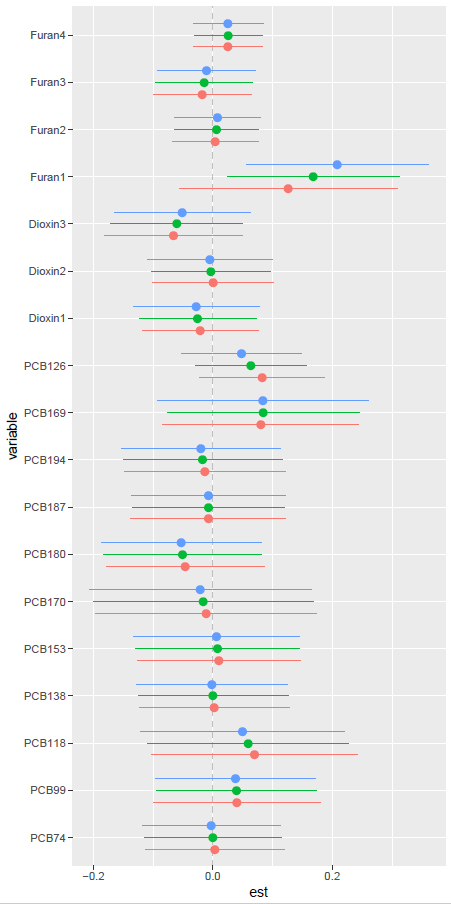 Furan4
Furan3
Furan2
Furan1
Dioxin3
Dioxin2
Dioxin1
PCB126
PCB169
PCB194
PCB187
PCB180
PCB170
PCB153
PCB138
PCB118
PCB99
PCB74
variable
−0.2 0.0 0.2
est